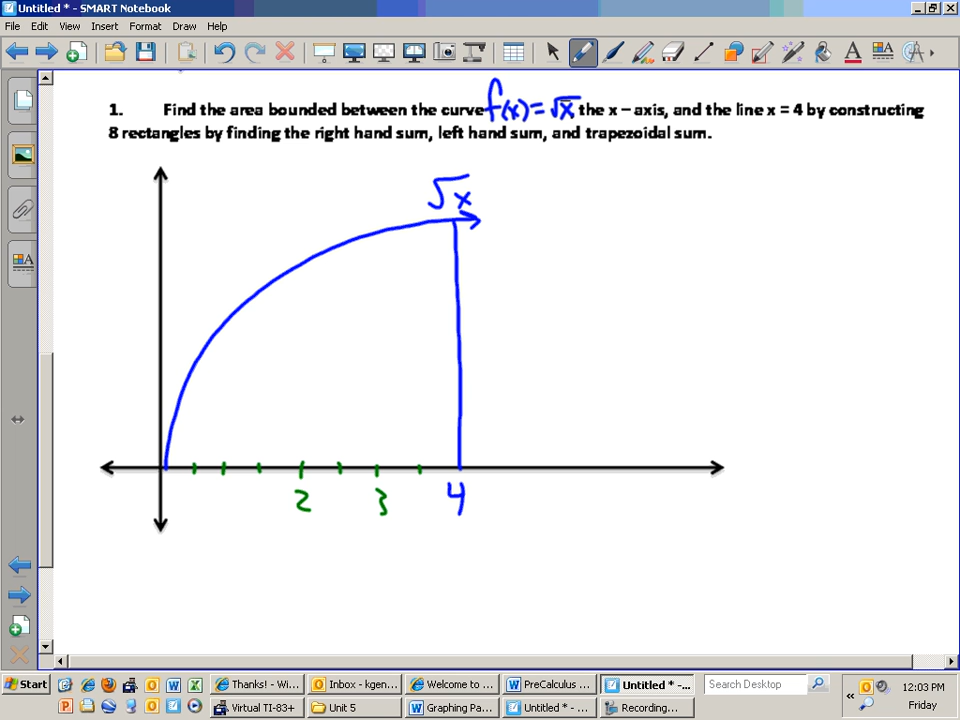 Untitled * - SMART Notebook
File Edit View Insert Format Draw Help
1. Find the area bounded between the curve f(x) = √x the x – axis, and the line x = 4 by constructing
8 rectangles by finding the right hand sum, left hand sum, and trapezoidal sum.
√x
2 3 4
Start Thanks! - Wi... Inbox - kgen... Welcome to ... PreCalculus ... Untitled * -... Search Desktop 12:03 PM
Virtual TI-83+ Unit 5 Graphing Pa... Untitled * - ... Recording... Friday